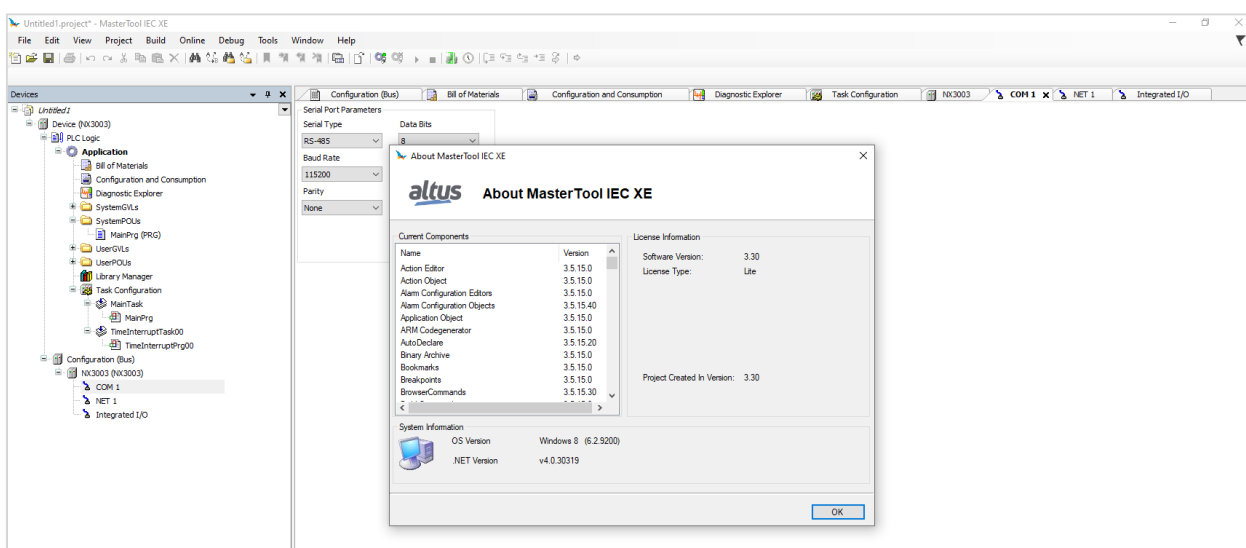 Untitled1.project* - MasterTool IEC XE
File Edit View Project Build Online Debug Tools Window Help
Devices
Untitled1
Device (NX3003)
PLC Logic
Application
Bill of Materials
Configuration and Consumption
Diagnostic Explorer
SystemGVLs
SystemPOUs
MainPrg (PRG)
UserGVLs
UserPOUs
Library Manager
Task Configuration
MainTask
MainPrg
TimeInterruptTask00
TimeInterruptPrg00
Configuration (Bus)
NX3003 (NX3003)
COM 1
NET 1
Integrated I/O
Configuration (Bus) Bill of Materials Configuration and Consumption Diagnostic Explorer Task Configuration NX3003 COM 1 NET 1 Integrated I/O
Serial Port Parameters
Serial Type Data Bits
RS-485 8
Baud Rate
115200
Parity
None
About MasterTool IEC XE
altus About MasterTool IEC XE
Current Components
Name Version
Action Editor 3.5.15.0
Action Object 3.5.15.0
Alarm Configuration Editors 3.5.15.0
Alarm Configuration Objects 3.5.15.40
Application Object 3.5.15.0
ARM Codegenerator 3.5.15.0
AutoDeclare 3.5.15.20
Binary Archive 3.5.15.0
Bookmarks 3.5.15.0
Breakpoints 3.5.15.0
BrowserCommands 3.5.15.30
License Information
Software Version: 3.30
License Type: Lite
Project Created In Version: 3.30
System Information
OS Version Windows 8 (6.2.9200)
.NET Version v4.0.30319
OK